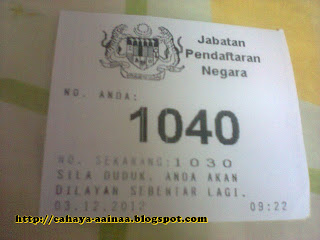 Jabatan
Pendaftaran
Negara
NO. ANDA:
1040
NO. SEKARANG:1030
SILA DUDUK. ANDA AKAN
DILAYAN SEBENTAR LAGI.
03.12.2012 09:22
http://cahaya-aainaa.blogspot.com